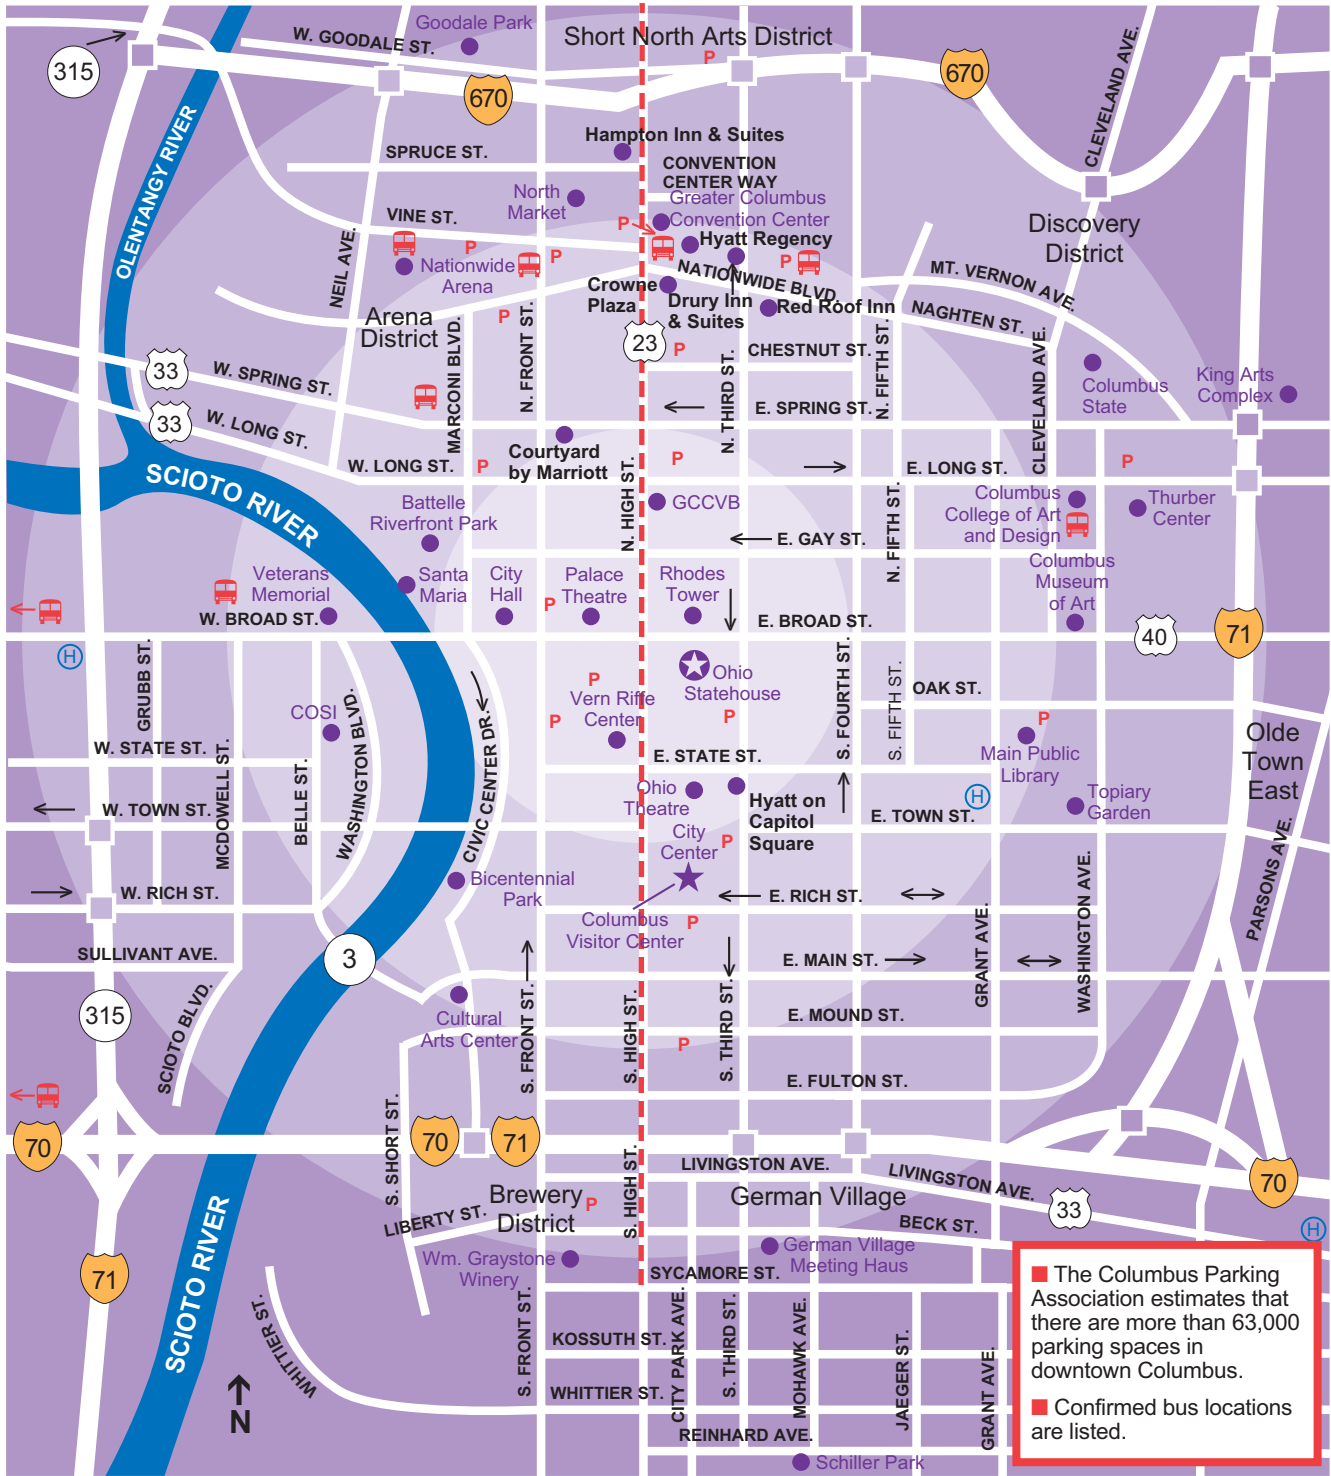 Goodale Park
W. GOODALE ST.
Short North Arts District
P
315
670
670
CLEVELAND AVE.
OLENTANGY RIVER
Hampton Inn & Suites
SPRUCE ST.
CONVENTION
CENTER WAY
North
Market
Greater Columbus
Convention Center
VINE ST.
P
P
P
Hyatt Regency
P
Discovery
District
NEIL AVE.
Nationwide
Arena
NATIONWIDE BLVD.
MT. VERNON AVE.
Crowne
Plaza
Drury Inn
& Suites
Red Roof Inn
NAGHTEN ST.
Arena
District
P
MARCONI BLVD.
N. FRONT ST.
23
P
N. THIRD ST.
CHESTNUT ST.
N. FIFTH ST.
CLEVELAND AVE.
33
W. SPRING ST.
Columbus
State
King Arts
Complex
E. SPRING ST.
33
W. LONG ST.
Courtyard
by Marriott
W. LONG ST.
P
P
E. LONG ST.
P
SCIOTO RIVER
N. HIGH ST.
GCCVB
Battelle
Riverfront Park
N. FIFTH ST.
Columbus
College of Art
and Design
Thurber
Center
E. GAY ST.
Veterans
Memorial
Santa
Maria
City
Hall
Palace
Theatre
P
Rhodes
Tower
Columbus
Museum
of Art
W. BROAD ST.
E. BROAD ST.
40
71
H
GRUBB ST.
Ohio
Statehouse
P
Vern Riffe
Center
P
P
S. FOURTH ST.
S. FIFTH ST.
OAK ST.
P
Main Public
Library
Olde
Town
East
COSI
W. STATE ST.
MCDOWELL ST.
BELLE ST.
WASHINGTON BLVD.
CIVIC CENTER DR.
E. STATE ST.
Ohio
Theatre
Hyatt on
Capitol
Square
H
Topiary
Garden
W. TOWN ST.
E. TOWN ST.
City
Center
P
PARSONS AVE.
W. RICH ST.
Bicentennial
Park
E. RICH ST.
Columbus
Visitor Center
P
GRANT AVE.
WASHINGTON AVE.
SULLIVANT AVE.
3
E. MAIN ST.
SCIOTO BLVD.
315
Cultural
Arts Center
S. FRONT ST.
S. HIGH ST.
P
S. THIRD ST.
E. MOUND ST.
E. FULTON ST.
70
S. SHORT ST.
70
71
S. HIGH ST.
LIVINGSTON AVE.
LIVINGSTON AVE.
70
33
Brewery
District
P
German Village
LIBERTY ST.
BECK ST.
H
SCIOTO RIVER
Wm. Graystone
Winery
German Village
Meeting Haus
71
SYCAMORE ST.
WHITTIER ST.
S. FRONT ST.
KOSSUTH ST.
CITY PARK AVE.
S. THIRD ST.
MOHAWK AVE.
JAEGER ST.
GRANT AVE.
WHITTIER ST.
REINHARD AVE.
Schiller Park
N
The Columbus Parking
Association estimates that
there are more than 63,000
parking spaces in
downtown Columbus.
Confirmed bus locations
are listed.